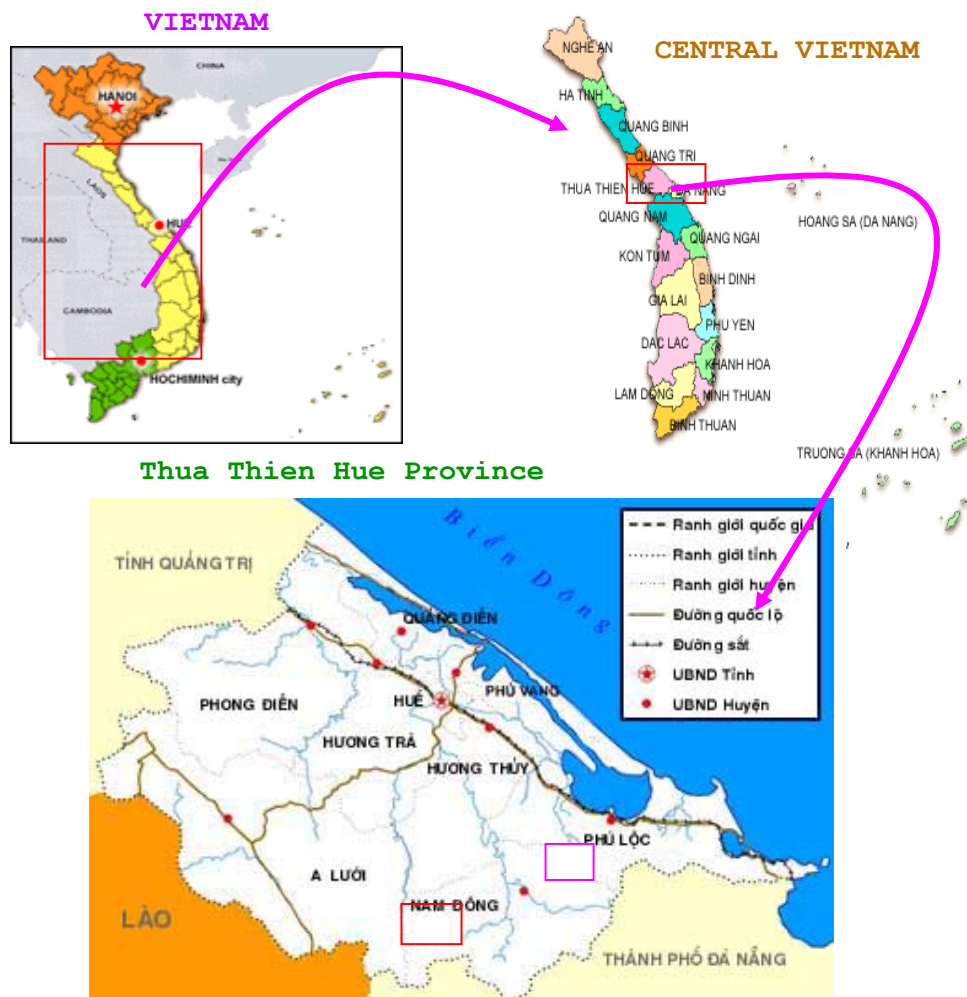 VIETNAM
CHINA
HANOI
LAOS
HUE
THAILAND
CAMBODIA
HOCHIMINH city
CENTRAL VIETNAM
NGHE AN
HA TINH
QUANG BINH
QUANG TRI
THUA THIEN HUE
DA NANG
HOANG SA (DA NANG)
QUANG NAM
QUANG NGAI
KON TUM
BINH DINH
GIA LAI
PHU YEN
DAC LAC
KHANH HOA
LAM DONG
NINH THUAN
BINH THUAN
TRUONG SA (KHANH HOA)
Thua Thien Hue Province
Biển Đông
Ranh giới quốc gia
Ranh giới tỉnh
Ranh giới huyện
Đường quốc lộ
Đường sắt
UBND Tỉnh
UBND Huyện
TỈNH QUẢNG TRỊ
QUẢNG ĐIỀN
PHONG ĐIỀN
HUẾ
PHÚ VANG
HƯƠNG TRÀ
HƯƠNG THỦY
PHÚ LỘC
A LƯỚI
NAM ĐÔNG
LÀO
THÀNH PHỐ ĐÀ NẴNG